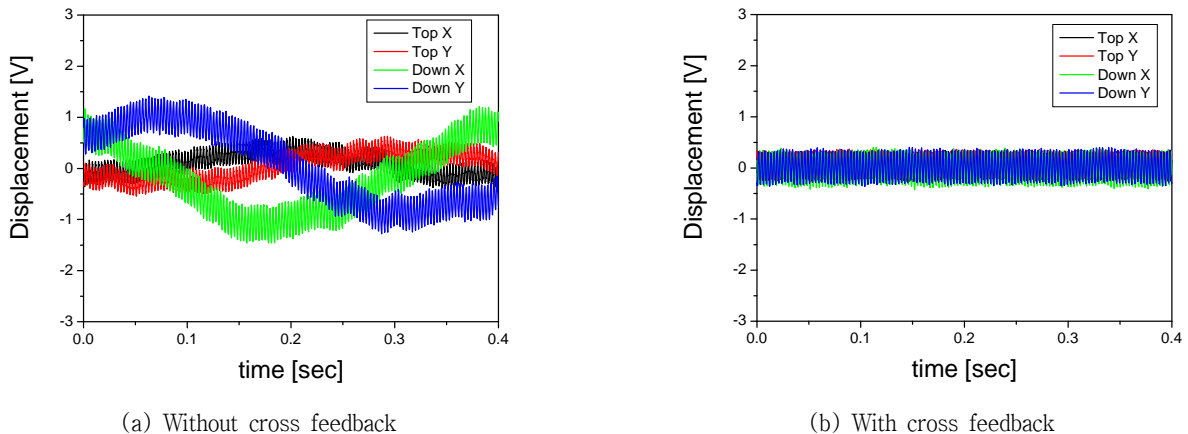 3
2
1
0
-1
-2
-3
Displacement [V]
0.0 0.1 0.2 0.3 0.4
time [sec]
Top X
Top Y
Down X
Down Y
(a) Without cross feedback
3
2
1
0
-1
-2
-3
Displacement [V]
0.0 0.1 0.2 0.3 0.4
time [sec]
Top X
Top Y
Down X
Down Y
(b) With cross feedback